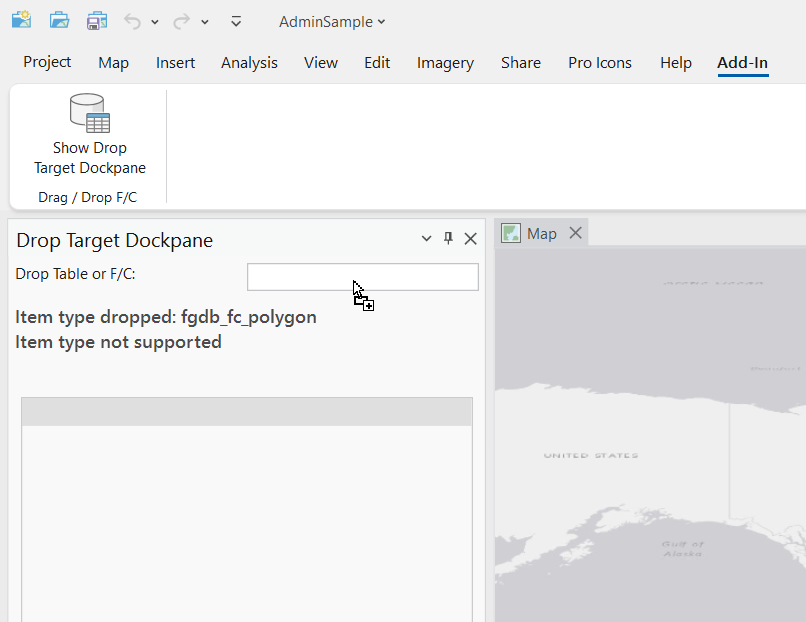 AdminSample
Project Map Insert Analysis View Edit Imagery Share Pro Icons Help Add-In
Show Drop
Target Dockpane
Drag / Drop F/C
Drop Target Dockpane
Map
Drop Table or F/C:
Item type dropped: fgdb_fc_polygon
Item type not supported
UNITED STATES
Gulf of
Alaska